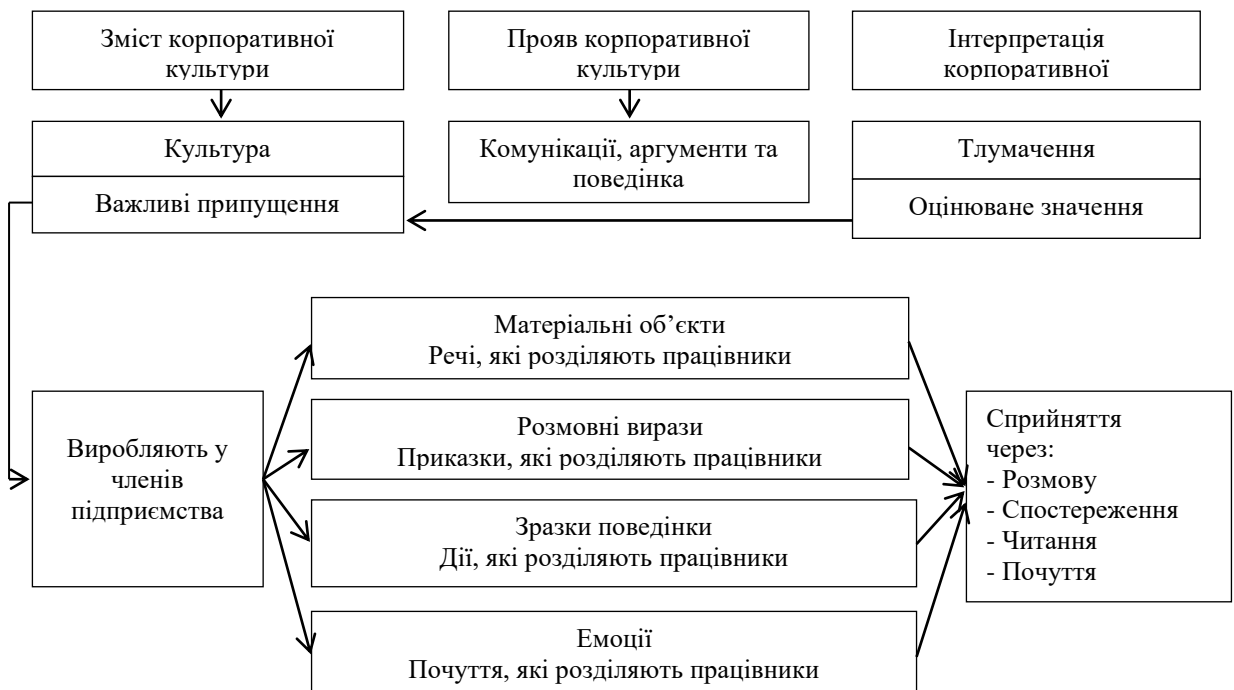 Зміст корпоративної
культури
Прояв корпоративної
культури
Інтерпретація
корпоративної
Культура
Важливі припущення
Комунікації, аргументи та
поведінка
Тлумачення
Оцінюване значення
Виробляють у
членів
підприємства
Матеріальні об’єкти
Речі, які розділяють працівники
Розмовні вирази
Приказки, які розділяють працівники
Зразки поведінки
Дії, які розділяють працівники
Емоції
Почуття, які розділяють працівники
Сприйняття
через:
- Розмову
- Спостереження
- Читання
- Почуття